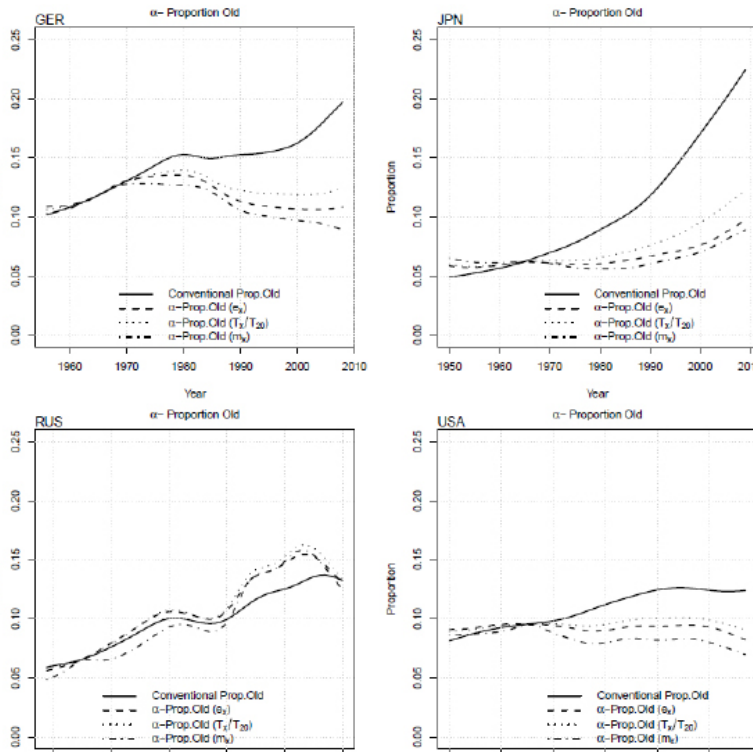 GER
α− Proportion Old
0.25
0.20
0.15
0.10
0.05
0.00
Conventional Prop.Old
α-Prop.Old (eₓ)
α-Prop.Old (Tₓ/T₂₀)
α-Prop.Old (mₓ)
1960 1970 1980 1990 2000 2010
Year
JPN
α− Proportion Old
Proportion
0.25
0.20
0.15
0.10
0.05
0.00
Conventional Prop.Old
α-Prop.Old (eₓ)
α-Prop.Old (Tₓ/T₂₀)
α-Prop.Old (mₓ)
1950 1960 1970 1980 1990 2000 201
Year
RUS
α− Proportion Old
0.25
0.20
0.15
0.10
0.05
0.00
Conventional Prop.Old
α-Prop.Old (eₓ)
α-Prop.Old (Tₓ/T₂₀)
α-Prop.Old (mₓ)
USA
α− Proportion Old
Proportion
0.25
0.20
0.15
0.10
0.05
0.00
Conventional Prop.Old
α-Prop.Old (eₓ)
α-Prop.Old (Tₓ/T₂₀)
α-Prop.Old (mₓ)